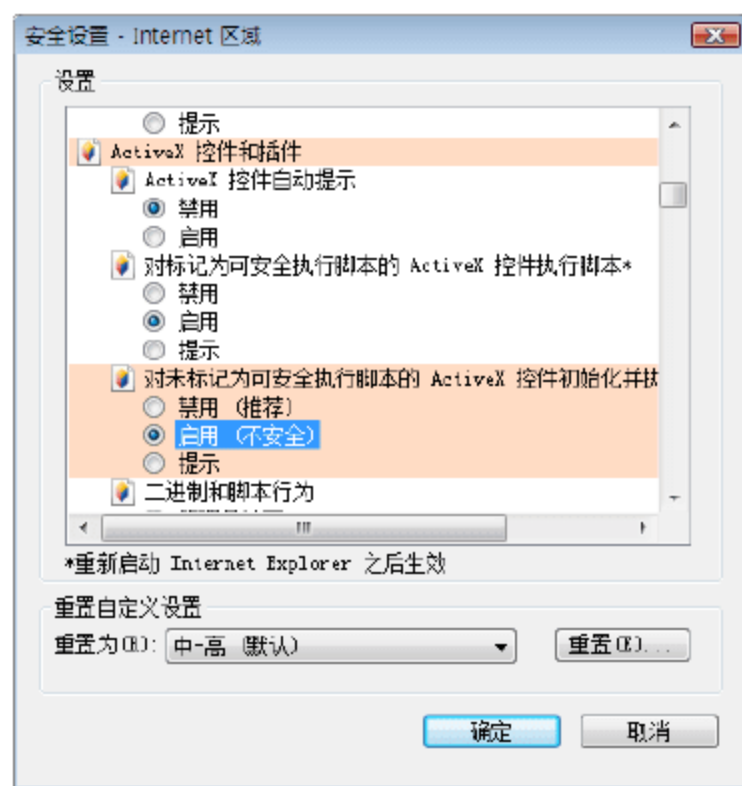 安全设置 - Internet 区域
设置
提示
ActiveX 控件和插件
ActiveX 控件自动提示
禁用
启用
对标记为可安全执行脚本的 ActiveX 控件执行脚本*
禁用
启用
提示
对未标记为可安全执行脚本的 ActiveX 控件初始化并执
禁用 (推荐)
启用 (不安全)
提示
二进制和脚本行为
*重新启动 Internet Explorer 之后生效
重置自定义设置
重置为(R): 中-高 (默认) 重置(E)...
确定 取消